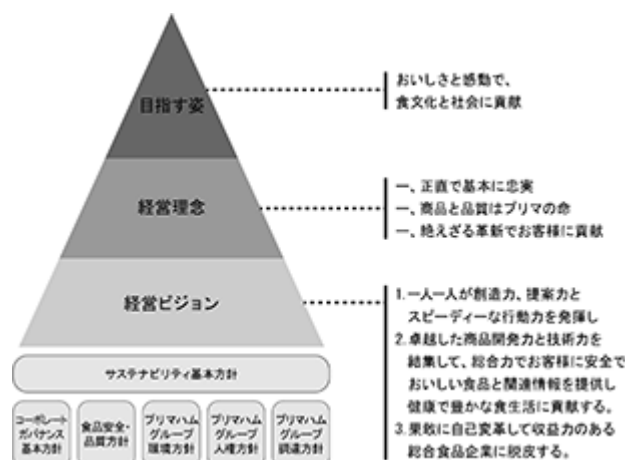 目指す姿
おいしさと感動で、
食文化と社会に貢献
経営理念
一、正直で基本に忠実
一、商品と品質はプリマの命
一、絶えざる革新でお客様に貢献
経営ビジョン
1.一人一人が創造力、提案力と
スピーディーな行動力を発揮し
2.卓越した商品開発力と技術力を
結集して、総合力でお客様に安全で
おいしい食品と関連情報を提供し
健康で豊かな食生活に貢献する。
3.果敢に自己変革して収益力のある
総合食品企業に脱皮する。
サステナビリティ基本方針
コーポレート
ガバナンス
基本方針
食品安全・
品質方針
プリマハム
グループ
環境方針
プリマハム
グループ
人権方針
プリマハム
グループ
調達方針